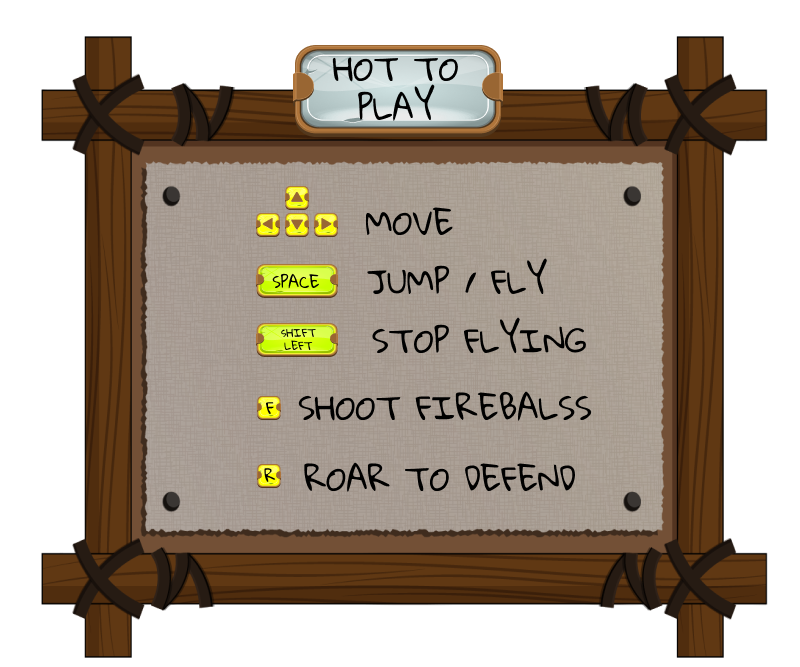 HOT TO
PLAY
MOVE
SPACE JUMP / FLY
SHIFT
LEFT
STOP FLYING
F SHOOT FIREBALSS
R ROAR TO DEFEND